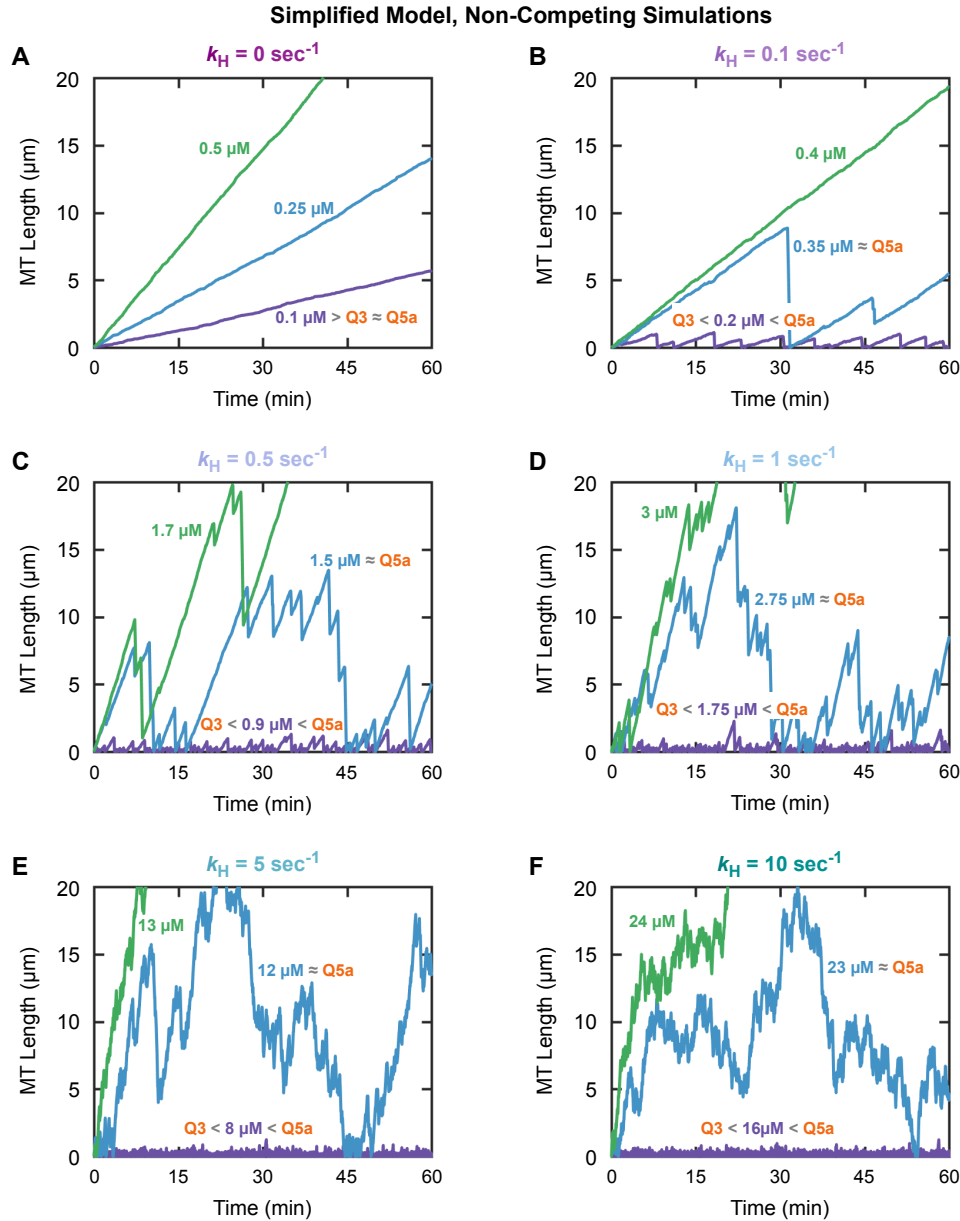 Simplified Model, Non-Competing Simulations
A
k_H = 0 sec⁻¹
MT Length (μm)
20
15
10
5
0
0.5 μM
0.25 μM
0.1 μM > Q3 ≈ Q5a
0 15 30 45 60
Time (min)
B
k_H = 0.1 sec⁻¹
MT Length (μm)
20
15
10
5
0
0.4 μM
0.35 μM ≈ Q5a
Q3 < 0.2 μM < Q5a
0 15 30 45 60
Time (min)
C
k_H = 0.5 sec⁻¹
MT Length (μm)
20
15
10
5
0
1.7 μM
1.5 μM ≈ Q5a
Q3 < 0.9 μM < Q5a
0 15 30 45 60
Time (min)
D
k_H = 1 sec⁻¹
MT Length (μm)
20
15
10
5
0
3 μM
2.75 μM ≈ Q5a
Q3 < 1.75 μM < Q5a
0 15 30 45 60
Time (min)
E
k_H = 5 sec⁻¹
MT Length (μm)
20
15
10
5
0
13 μM
12 μM ≈ Q5a
Q3 < 8 μM < Q5a
0 15 30 45 60
Time (min)
F
k_H = 10 sec⁻¹
MT Length (μm)
20
15
10
5
0
24 μM
23 μM ≈ Q5a
Q3 < 16μM < Q5a
0 15 30 45 60
Time (min)